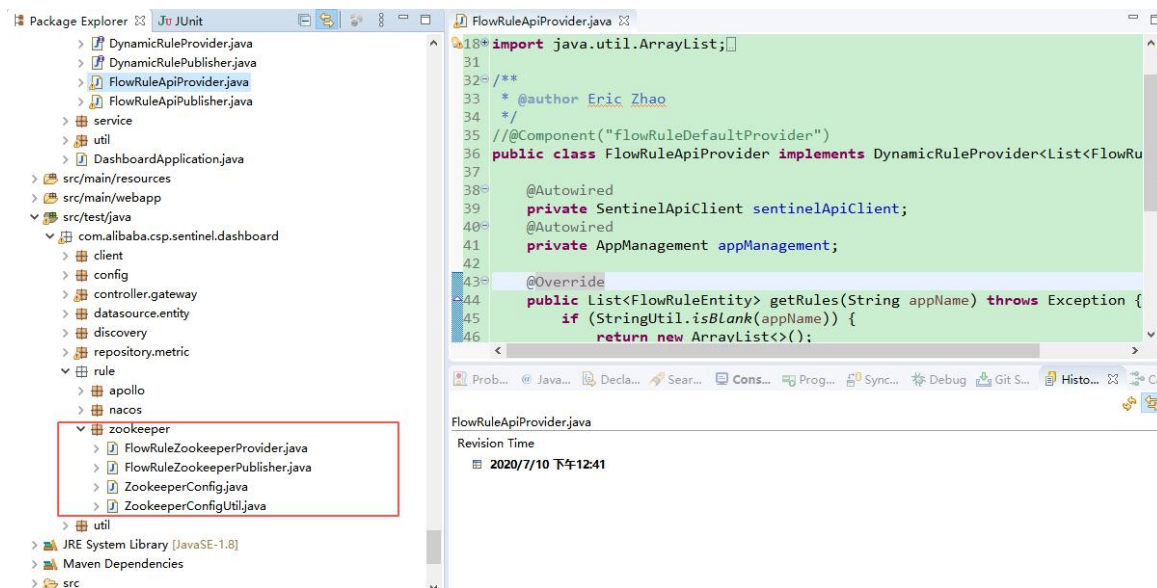 Package Explorer
JUnit
DynamicRuleProvider.java
DynamicRulePublisher.java
FlowRuleApiProvider.java
FlowRuleApiPublisher.java
service
util
DashboardApplication.java
src/main/resources
src/main/webapp
src/test/java
com.alibaba.csp.sentinel.dashboard
client
config
controller.gateway
datasource.entity
discovery
repository.metric
rule
apollo
nacos
zookeeper
FlowRuleZookeeperProvider.java
FlowRuleZookeeperPublisher.java
ZookeeperConfig.java
ZookeeperConfigUtil.java
util
JRE System Library [JavaSE-1.8]
Maven Dependencies
src
FlowRuleApiProvider.java
18 import java.util.ArrayList;
31
32 /**
33 * @author Eric Zhao
34 */
35 //@Component("flowRuleDefaultProvider")
36 public class FlowRuleApiProvider implements DynamicRuleProvider<List<FlowRu
37
38 @Autowired
39 private SentinelApiClient sentinelApiClient;
40 @Autowired
41 private AppManagement appManagement;
42
43 @Override
44 public List<FlowRuleEntity> getRules(String appName) throws Exception {
45 if (StringUtil.isBlank(appName)) {
46 return new ArrayList<>();
Prob... @ Java... Decla... Sear... Cons... Prog... Sync... Debug Git S... Histo... C
FlowRuleApiProvider.java
Revision Time
2020/7/10 下午12:41